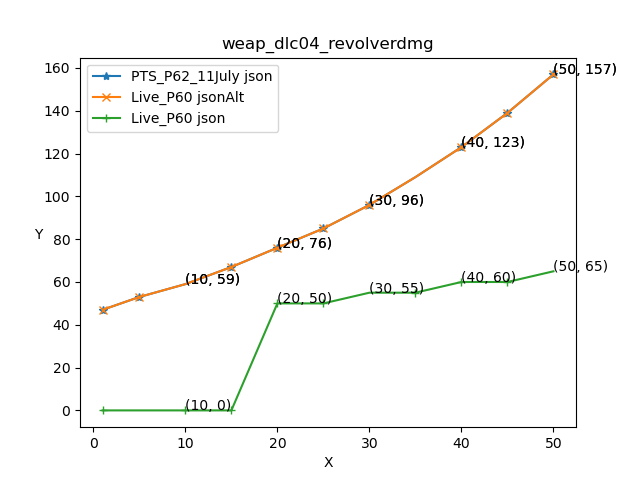 weap_dlc04_revolverdmg
PTS_P62_11July json
Live_P60 jsonAlt
Live_P60 json
(50, 157)
(40, 123)
(30, 96)
(20, 76)
(10, 59)
(50, 65)
(40, 60)
(30, 55)
(20, 50)
(10, 0)
160
140
120
100
80
60
40
20
0
Y
0 10 20 30 40 50
X